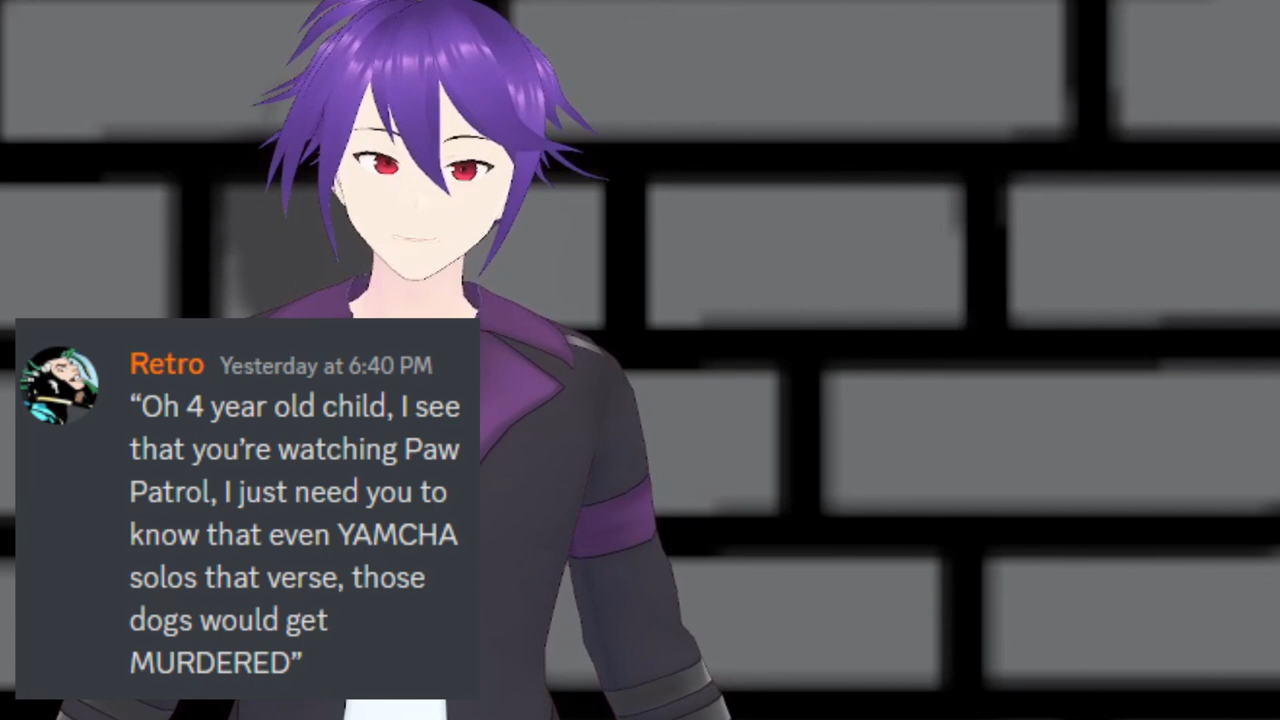 Retro Yesterday at 6:40 PM
“Oh 4 year old child, I see
that you’re watching Paw
Patrol, I just need you to
know that even YAMCHA
solos that verse, those
dogs would get
MURDERED”